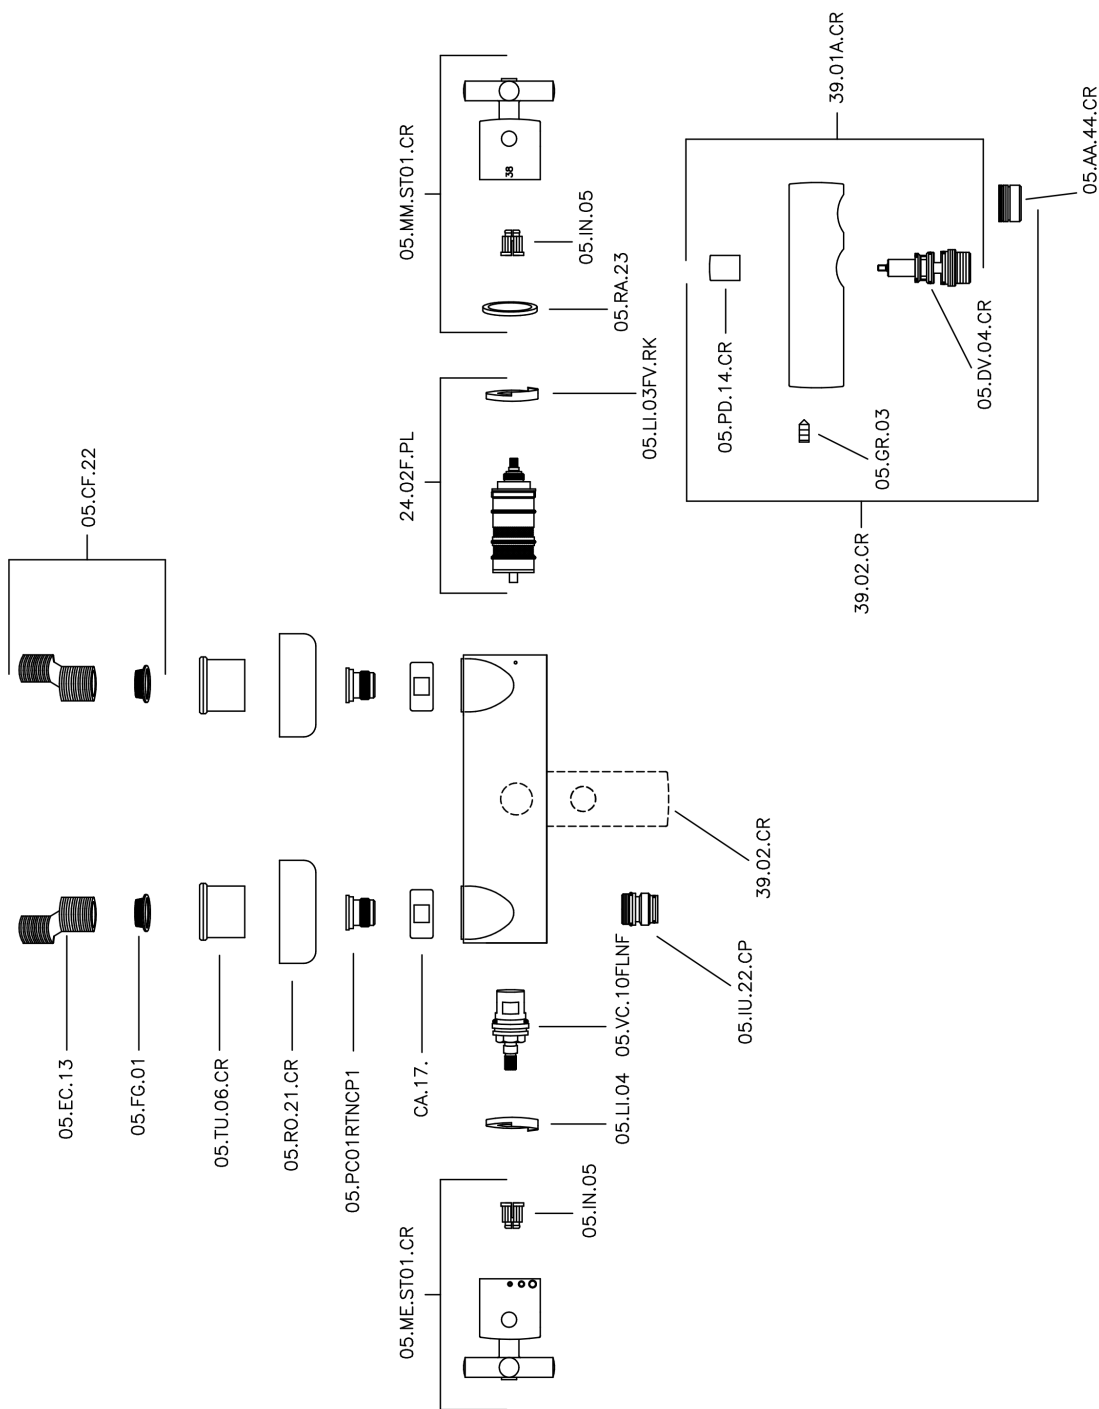 05.CF.22
05.EC.13
05.FG.01
05.TU.06.CR
05.RO.21.CR
05.PC01RTNCP1
CA.17.
05.ME.ST01.CR
05.IN.05
05.LI.04
05.VC.10FLNF
05.IU.22.CP
39.02.CR
24.02F.PL
05.LI.03FV.RK
05.MM.ST01.CR
38
05.IN.05
05.RA.23
39.01A.CR
05.AA.44.CR
05.PD.14.CR
05.DV.04.CR
05.GR.03
39.02.CR